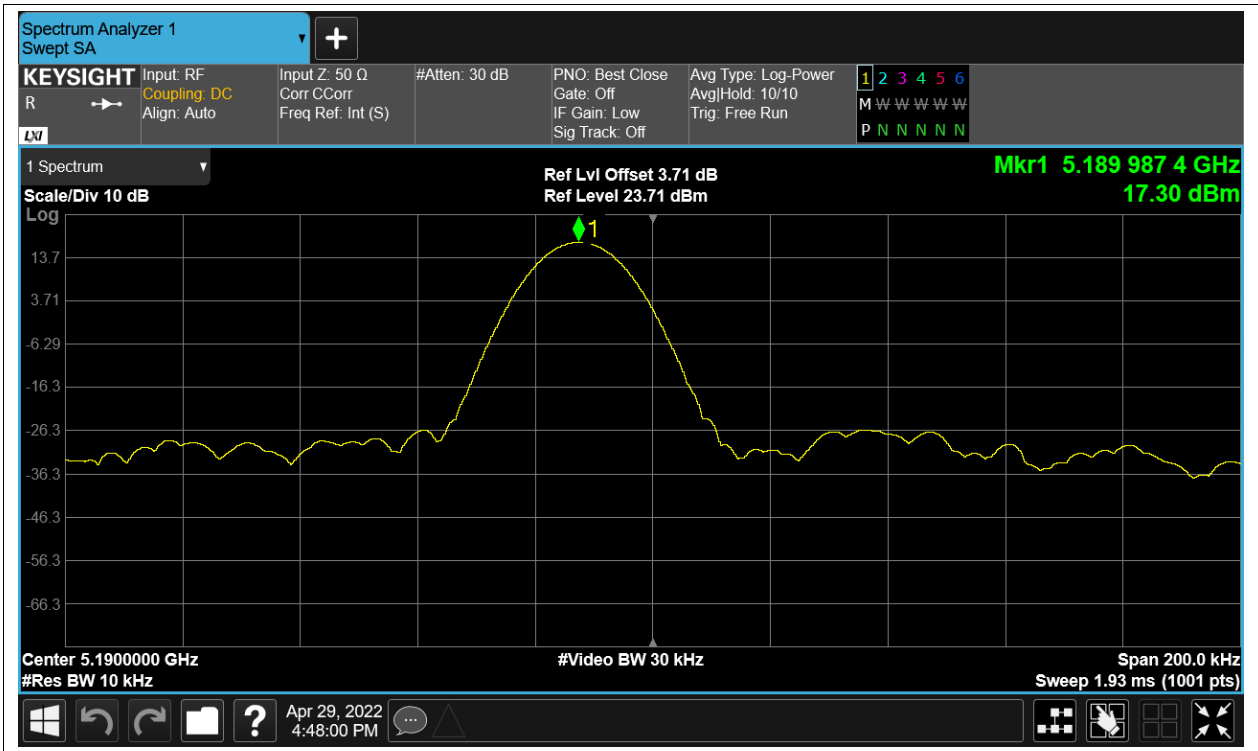 Spectrum Analyzer 1
Swept SA
+
KEYSIGHT
R
LXI
Input: RF
Coupling: DC
Align: Auto
Input Z: 50 Ω
Corr CCorr
Freq Ref: Int (S)
#Atten: 30 dB
PNO: Best Close
Gate: Off
IF Gain: Low
Sig Track: Off
Avg Type: Log-Power
Avg|Hold: 10/10
Trig: Free Run
1 2 3 4 5 6
M W W W W W
P N N N N N
1 Spectrum
Scale/Div 10 dB
Log
Ref Lvl Offset 3.71 dB
Ref Level 23.71 dBm
Mkr1 5.189 987 4 GHz
17.30 dBm
1
13.7
3.71
-6.29
-16.3
-26.3
-36.3
-46.3
-56.3
-66.3
Center 5.1900000 GHz
#Res BW 10 kHz
#Video BW 30 kHz
Span 200.0 kHz
Sweep 1.93 ms (1001 pts)
?
Apr 29, 2022
4:48:00 PM